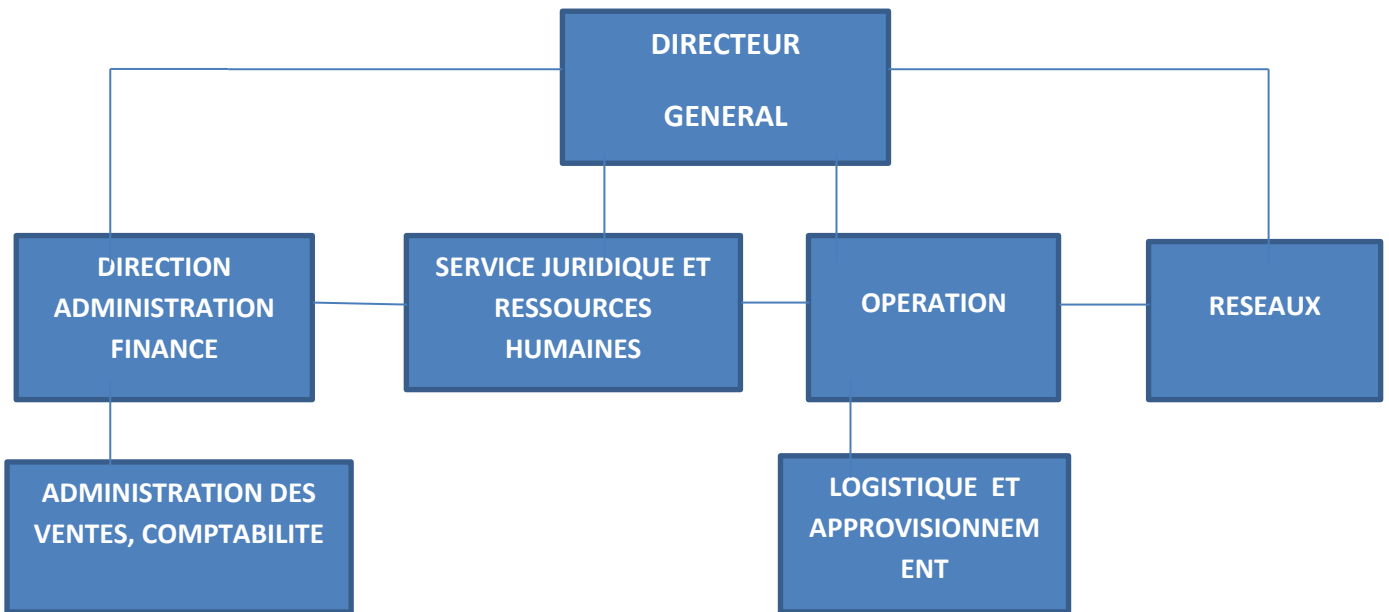 DIRECTEUR
GENERAL
DIRECTION
ADMINISTRATION
FINANCE
SERVICE JURIDIQUE ET
RESSOURCES
HUMAINES
OPERATION
RESEAUX
ADMINISTRATION DES
VENTES, COMPTABILITE
LOGISTIQUE ET
APPROVISIONNEM
ENT